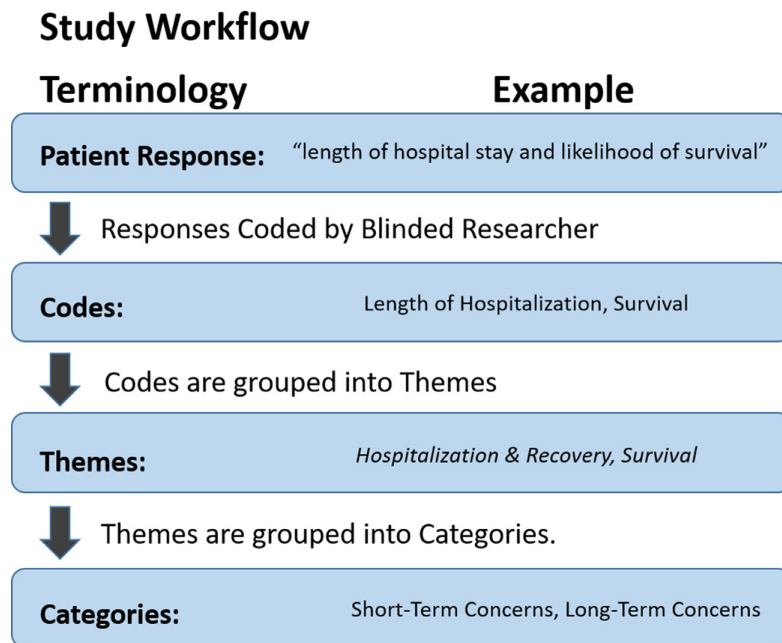 Study Workflow
Terminology Example
Patient Response: “length of hospital stay and likelihood of survival”
Responses Coded by Blinded Researcher
Codes: Length of Hospitalization, Survival
Codes are grouped into Themes
Themes: Hospitalization & Recovery, Survival
Themes are grouped into Categories.
Categories: Short-Term Concerns, Long-Term Concerns